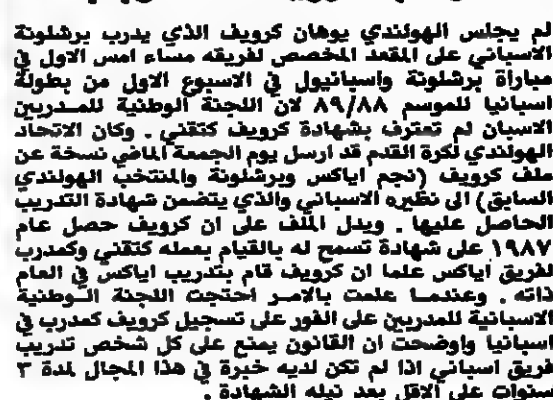 لم يجلس الهولندي يوهان كرويف الذي يدرب برشلونة
الاسباني على المقعد المخصص لفريقه مساء امس الاول في
مباراة برشلونة واسبانيول في الاسبوع الاول من بطولة
اسبانيا للموسم ٨٩/٨٨ لان اللجنة الوطنية للمدربين
الاسبان لم تعترف بشهادة كرويف كتقني . وكان الاتحاد
الهولندي لكرة القدم قد ارسل يوم الجمعة الماضي نسخة عن
ملف كرويف (نجم اياكس وبرشلونة والمنتخب الهولندي
السابق) الى نظيره الاسباني والذي يتضمن شهادة التدريب
الحاصل عليها . ويدل الملف على ان كرويف حصل عام
١٩٨٧ على شهادة تسمح له بالقيام بعمله كتقني وكمدرب
لفريق اياكس علما ان كرويف قام بتدريب اياكس في العام
ذاته . وعندما علمت بالامر احتجت اللجنة الوطنية
الاسبانية للمدربين على الفور على تسجيل كرويف كمدرب في
اسبانيا واوضحت ان القانون يمنع على كل شخص تدريب
فريق اسباني اذا لم تكن لديه خبرة في هذا المجال لمدة ٣
سنوات على الاقل بعد نيله الشهادة .